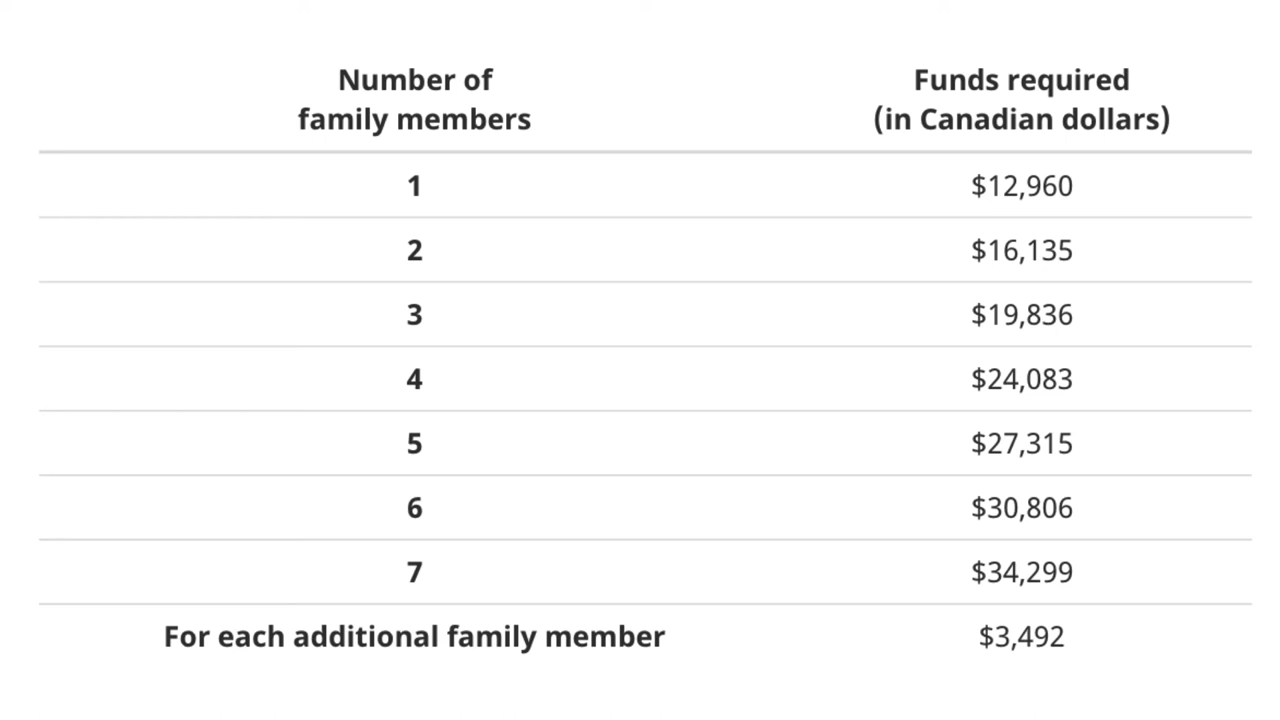 Number of
family members
Funds required
(in Canadian dollars)
1 $12,960
2 $16,135
3 $19,836
4 $24,083
5 $27,315
6 $30,806
7 $34,299
For each additional family member $3,492